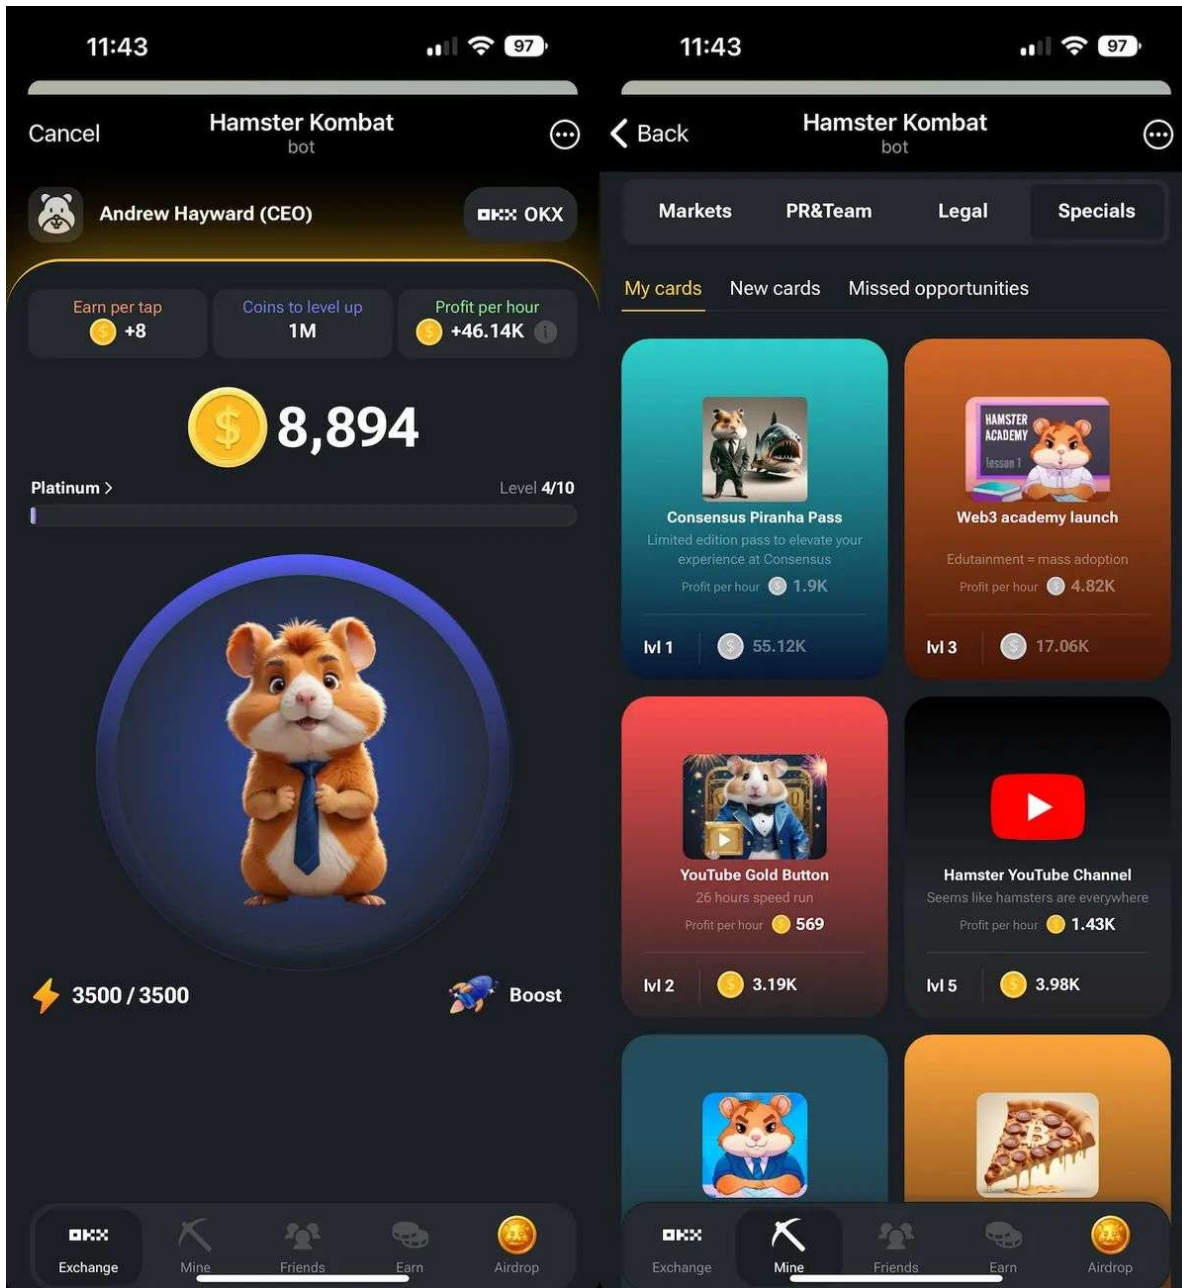 11:43
97
Cancel
Hamster Kombat
bot
Andrew Hayward (CEO)
OKX OKX
Earn per tap
+8
Coins to level up
1M
Profit per hour
+46.14K
8,894
Platinum >
Level 4/10
3500 / 3500
Boost
OKX
Exchange
Mine
Friends
Earn
Airdrop
11:43
97
Back
Hamster Kombat
bot
Markets
PR&Team
Legal
Specials
My cards
New cards
Missed opportunities
Consensus Piranha Pass
Limited edition pass to elevate your
experience at Consensus
Profit per hour 1.9K
lvl 1
55.12K
HAMSTER
ACADEMY
lesson 1
Web3 academy launch
Edutainment = mass adoption
Profit per hour 4.82K
lvl 3
17.06K
YouTube Gold Button
26 hours speed run
Profit per hour 569
lvl 2
3.19K
Hamster YouTube Channel
Seems like hamsters are everywhere
Profit per hour 1.43K
lvl 5
3.98K
OKX
Exchange
Mine
Friends
Earn
Airdrop